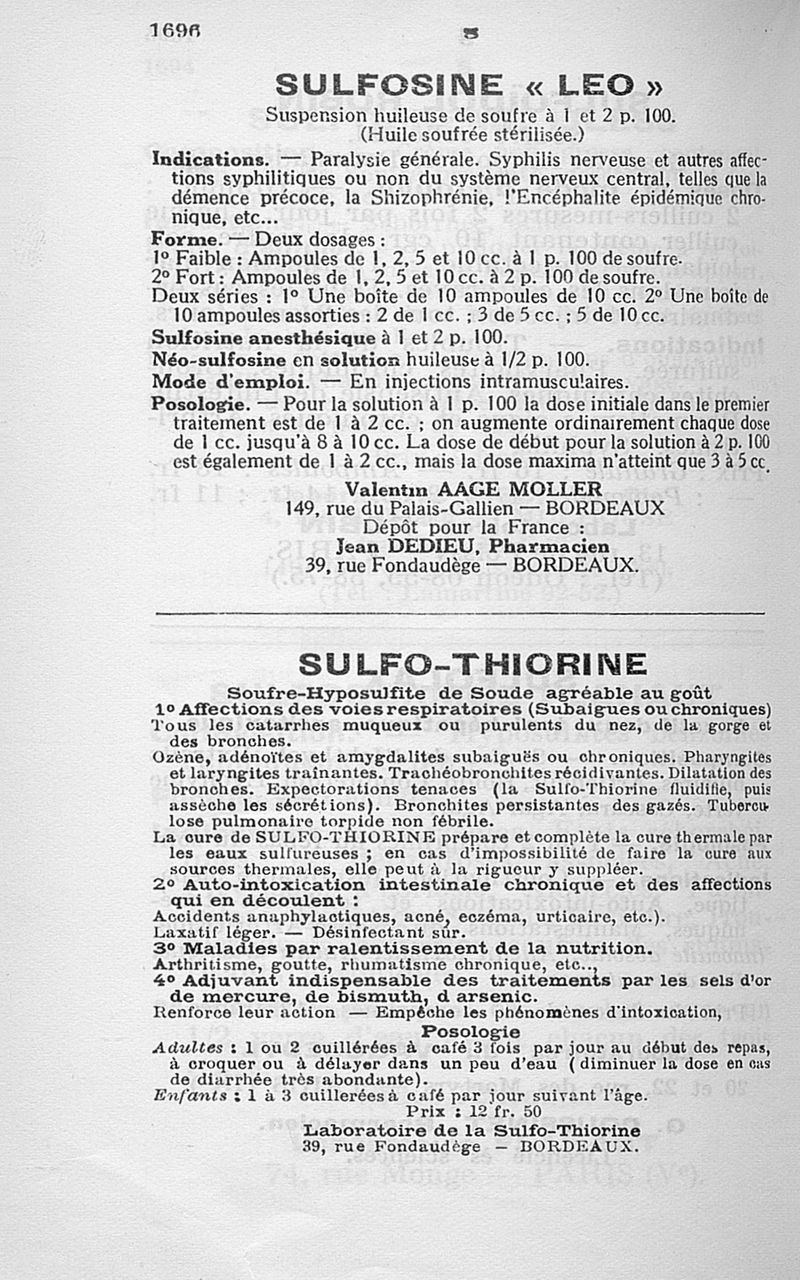 1696
S
SULFOSINE « LEO »
Suspension huileuse de soufre à 1 et 2 p. 100.
(Huile soufrée stérilisée.)
Indications. — Paralysie générale. Syphilis nerveuse et autres affec-
tions syphilitiques ou non du système nerveux central, telles que la
démence précoce, la Shizophrénie, l'Encéphalite épidémique chro-
nique, etc...
Forme. — Deux dosages :
1º Faible : Ampoules de 1, 2, 5 et 10 cc. à 1 p. 100 de soufre.
2º Fort : Ampoules de 1, 2, 5 et 10 cc. à 2 p. 100 de soufre.
Deux séries : 1º Une boîte de 10 ampoules de 10 cc. 2º Une boîte de
10 ampoules assorties : 2 de 1 cc. ; 3 de 5 cc. ; 5 de 10 cc.
Sulfosine anesthésique à 1 et 2 p. 100.
Néo-sulfosine en solution huileuse à 1/2 p. 100.
Mode d'emploi. — En injections intramusculaires.
Posologie. — Pour la solution à 1 p. 100 la dose initiale dans le premier
traitement est de 1 à 2 cc. ; on augmente ordinairement chaque dose
de 1 cc. jusqu'à 8 à 10 cc. La dose de début pour la solution à 2 p. 100
est également de 1 à 2 cc., mais la dose maxima n'atteint que 3 à 5 cc.
Valentin AAGE MOLLER
149, rue du Palais-Gallien — BORDEAUX
Dépôt pour la France :
Jean DEDIEU, Pharmacien
39, rue Fondaudège — BORDEAUX.
SULFO-THIORINE
Soufre-Hyposulfite de Soude agréable au goût
1º Affections des voies respiratoires (Subaigues ou chroniques)
Tous les catarrhes muqueux ou purulents du nez, de la gorge et
des bronches.
Ozène, adénoïtes et amygdalites subaiguës ou chroniques. Pharyngites
et laryngites traînantes. Trachéobronchites récidivantes. Dilatation des
bronches. Expectorations tenaces (la Sulfo-Thiorine fluidifie, puis
assèche les sécrétions). Bronchites persistantes des gazés. Tubercu-
lose pulmonaire torpide non fébrile.
La cure de SULFO-THIORINE prépare et complète la cure thermale par
les eaux sulfureuses ; en cas d'impossibilité de faire la cure aux
sources thermales, elle peut à la rigueur y suppléer.
2º Auto-intoxication intestinale chronique et des affections
qui en découlent :
Accidents anaphylactiques, acné, eczéma, urticaire, etc.).
Laxatif léger. — Désinfectant sûr.
3º Maladies par ralentissement de la nutrition.
Arthritisme, goutte, rhumatisme chronique, etc...,
4º Adjuvant indispensable des traitements par les sels d'or
de mercure, de bismuth, d arsenic.
Renforce leur action — Empêche les phénomènes d'intoxication,
Posologie
Adultes : 1 ou 2 cuillérées à café 3 fois par jour au début des repas,
à croquer ou à délayer dans un peu d'eau ( diminuer la dose en cas
de diarrhée très abondante).
Enfants : 1 à 3 cuillerées à café par jour suivant l'âge.
Prix : 12 fr. 50
Laboratoire de la Sulfo-Thiorine
39, rue Fondaudège — BORDEAUX.